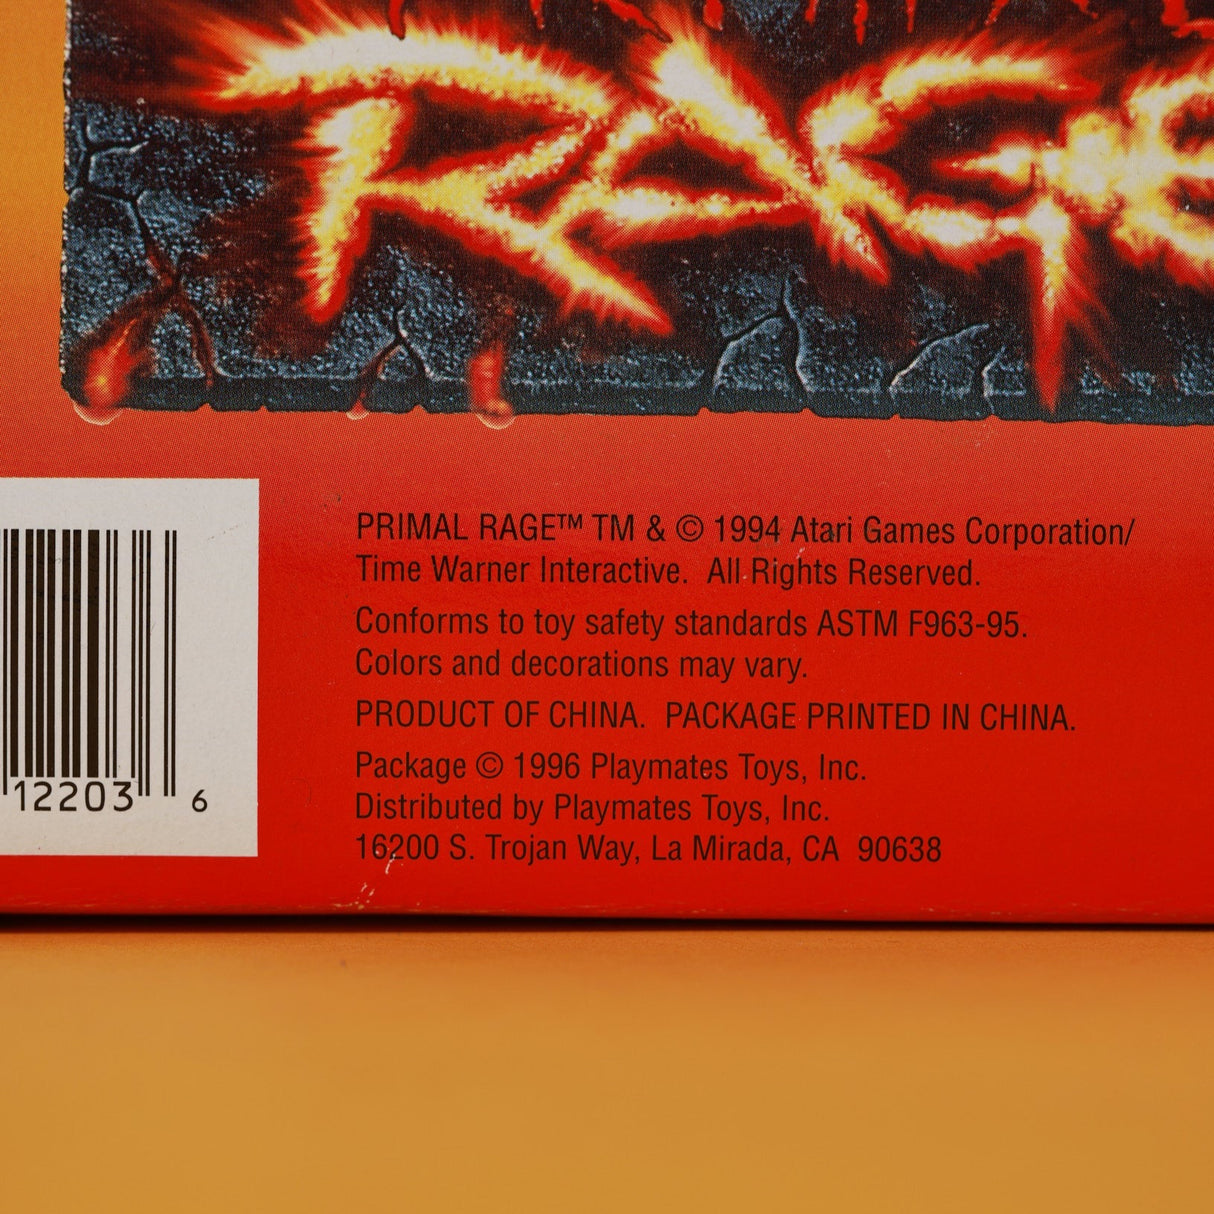 RAGE
PRIMAL RAGE™ TM & © 1994 Atari Games Corporation/
Time Warner Interactive. All Rights Reserved.
Conforms to toy safety standards ASTM F963-95.
Colors and decorations may vary.
PRODUCT OF CHINA. PACKAGE PRINTED IN CHINA.
Package © 1996 Playmates Toys, Inc.
Distributed by Playmates Toys, Inc.
16200 S. Trojan Way, La Mirada, CA 90638
12203 6